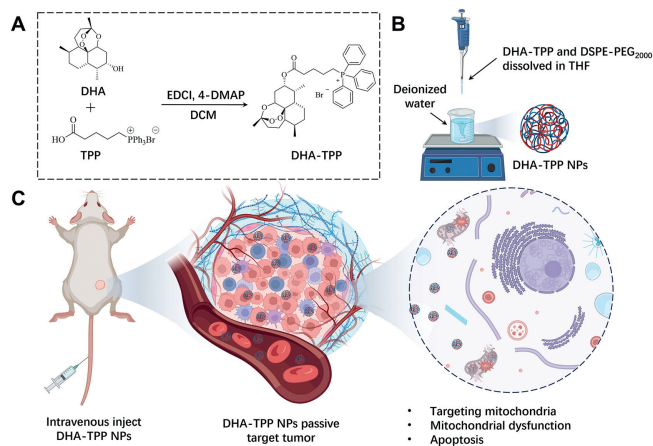 A
DHA
+
TPP
EDCI, 4-DMAP
DCM
DHA-TPP
O
O
O
O
O
OH
HO
O
PPh₃Br
O
O
P
Br
O
O
O
O
B
DHA-TPP and DSPE-PEG₂₀₀₀
dissolved in THF
Deionized
water
DHA-TPP NPs
C
Intravenous inject
DHA-TPP NPs
DHA-TPP NPs passive
target tumor
• Targeting mitochondria
• Mitochondrial dysfunction
• Apoptosis